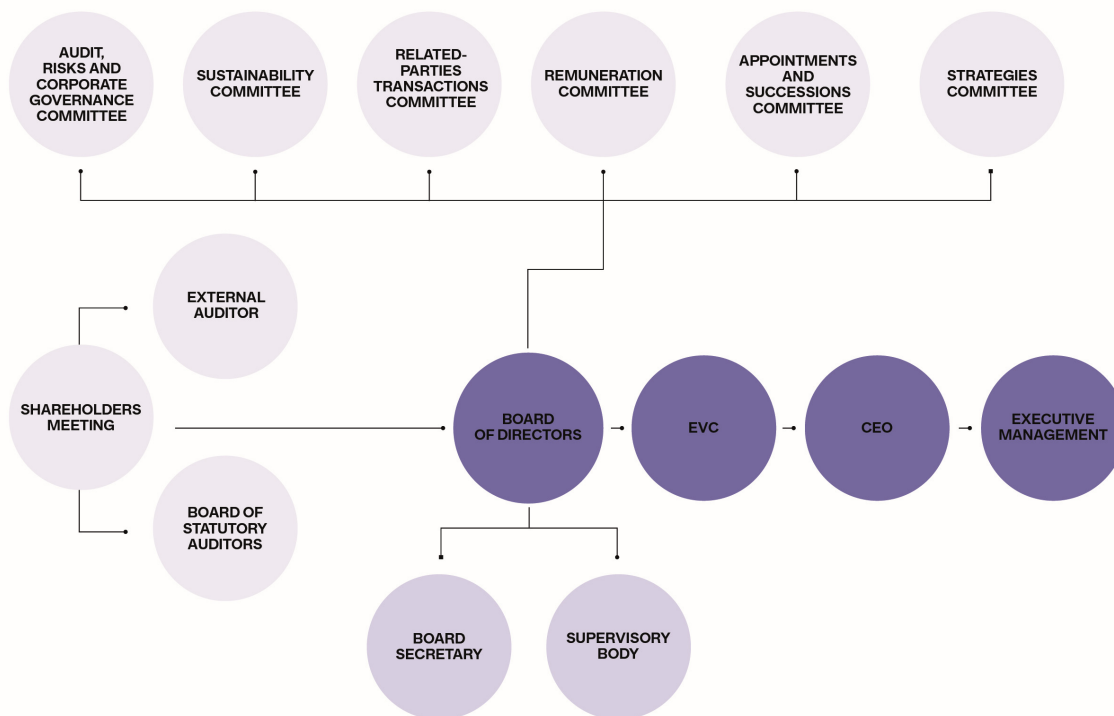 AUDIT,
RISKS AND
CORPORATE
GOVERNANCE
COMMITTEE
SUSTAINABILITY
COMMITTEE
RELATED-
PARTIES
TRANSACTIONS
COMMITTEE
REMUNERATION
COMMITTEE
APPOINTMENTS
AND
SUCCESSIONS
COMMITTEE
STRATEGIES
COMMITTEE
EXTERNAL
AUDITOR
SHAREHOLDERS
MEETING
BOARD
OF DIRECTORS
EVC
CEO
EXECUTIVE
MANAGEMENT
BOARD OF
STATUTORY
AUDITORS
BOARD
SECRETARY
SUPERVISORY
BODY